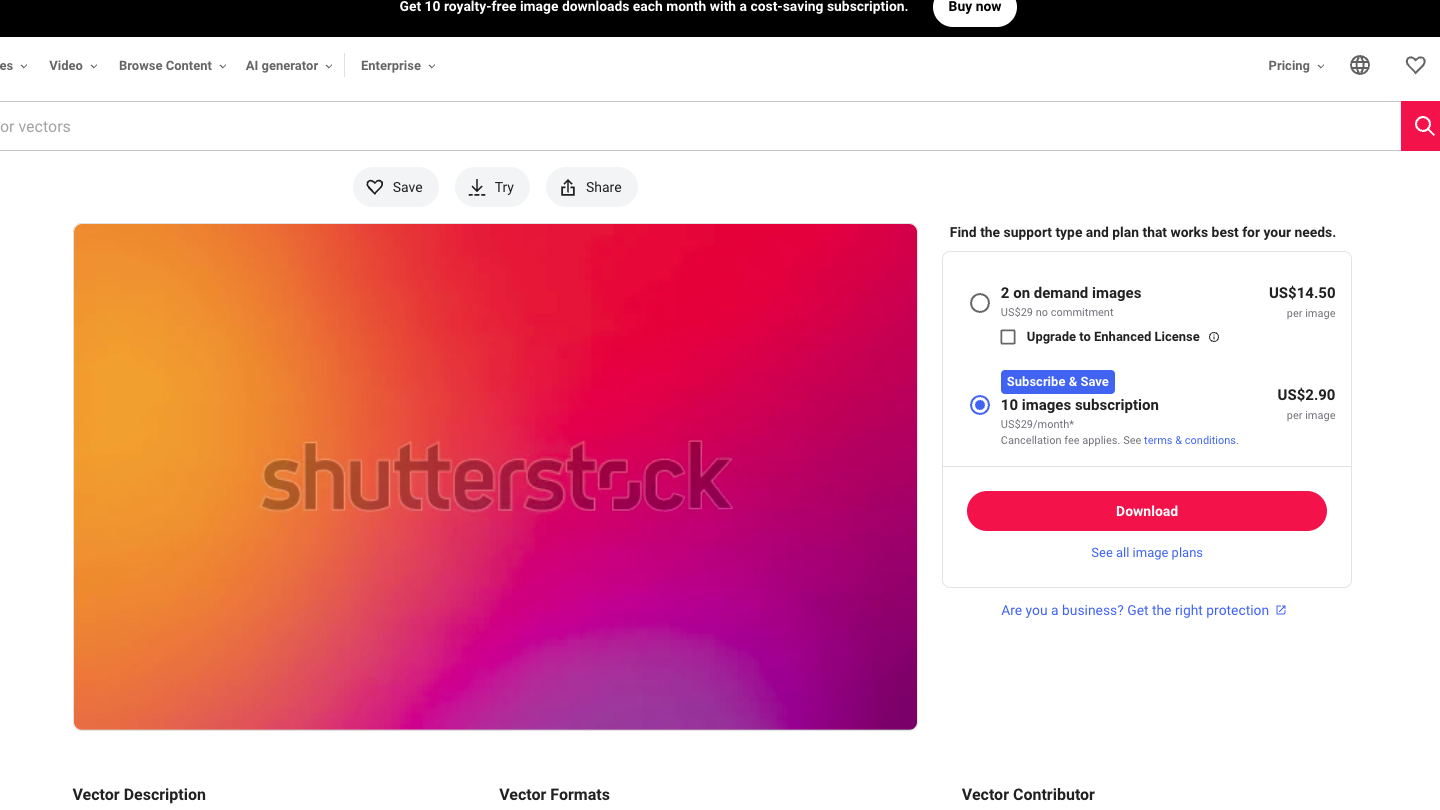 Get 10 royalty-free image downloads each month with a cost-saving subscription.
Buy now
es
Video
Browse Content
AI generator
Enterprise
Pricing
or vectors
Save
Try
Share
shutterstock
Find the support type and plan that works best for your needs.
2 on demand images
US$14.50
US$29 no commitment
per image
Upgrade to Enhanced License
Subscribe & Save
10 images subscription
US$2.90
US$29/month*
per image
Cancellation fee applies. See terms & conditions.
Download
See all image plans
Are you a business? Get the right protection
Vector Description
Vector Formats
Vector Contributor